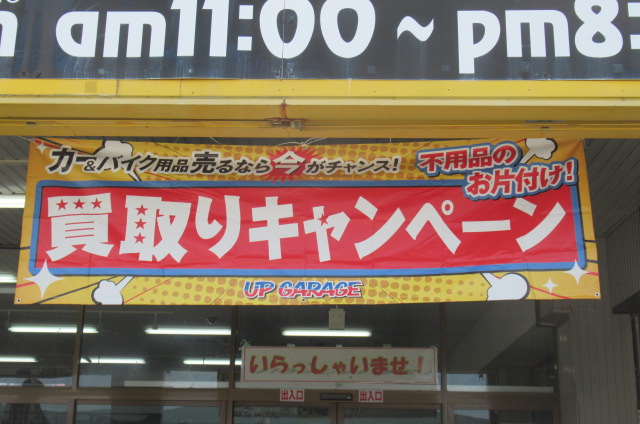 am11:00～pm8:
カー&バイク用品売るなら今がチャンス!
不用品の
お片付け!
買取りキャンペーン
UP GARAGE
いらっしゃいませ!
出入口
出入口